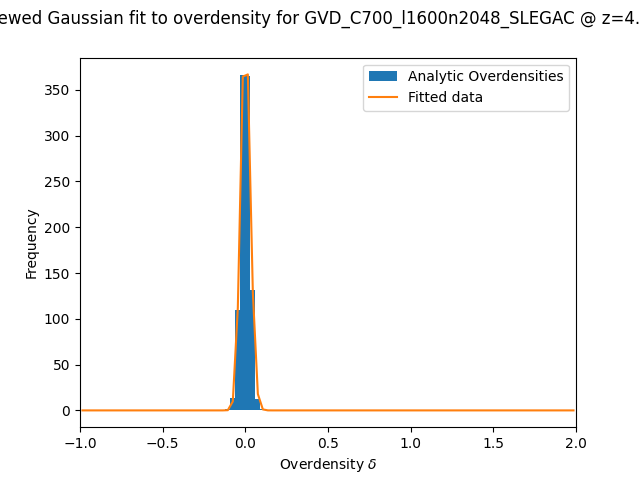 ewed Gaussian fit to overdensity for GVD_C700_l1600n2048_SLEGAC @ z=4.
Analytic Overdensities
Fitted data
Frequency
350
300
250
200
150
100
50
0
−1.0 −0.5 0.0 0.5 1.0 1.5 2.0
Overdensity δ